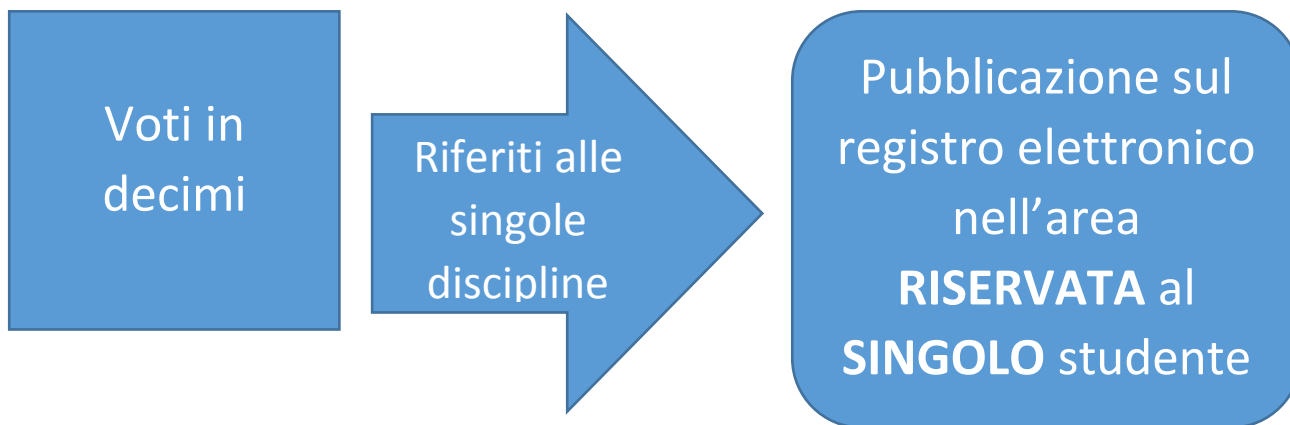 Voti in
decimi
Riferiti alle
singole
discipline
Pubblicazione sul
registro elettronico
nell’area
RISERVATA al
SINGOLO studente